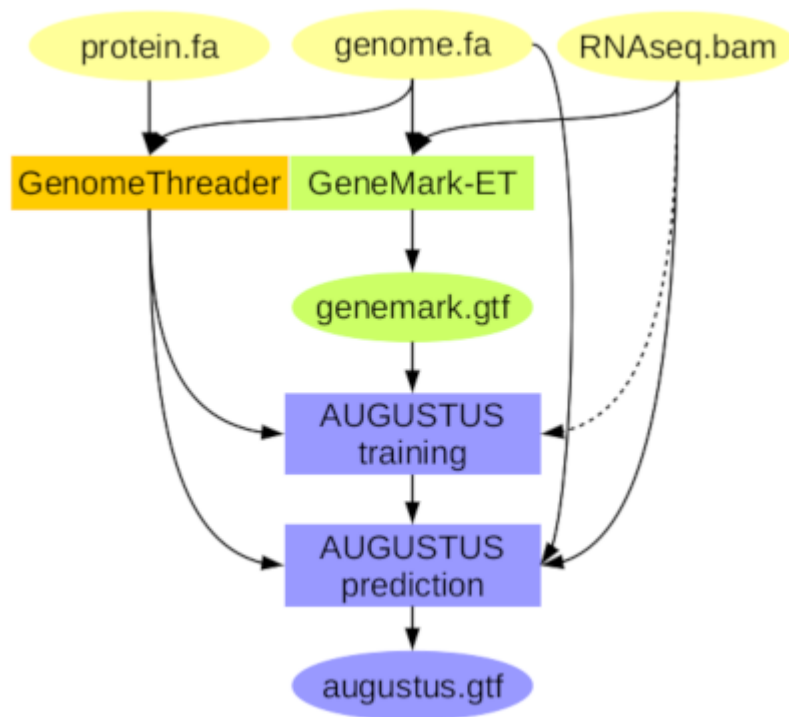 protein.fa
genome.fa
RNAseq.bam
GenomeThreader
GeneMark-ET
genemark.gtf
AUGUSTUS
training
AUGUSTUS
prediction
augustus.gtf